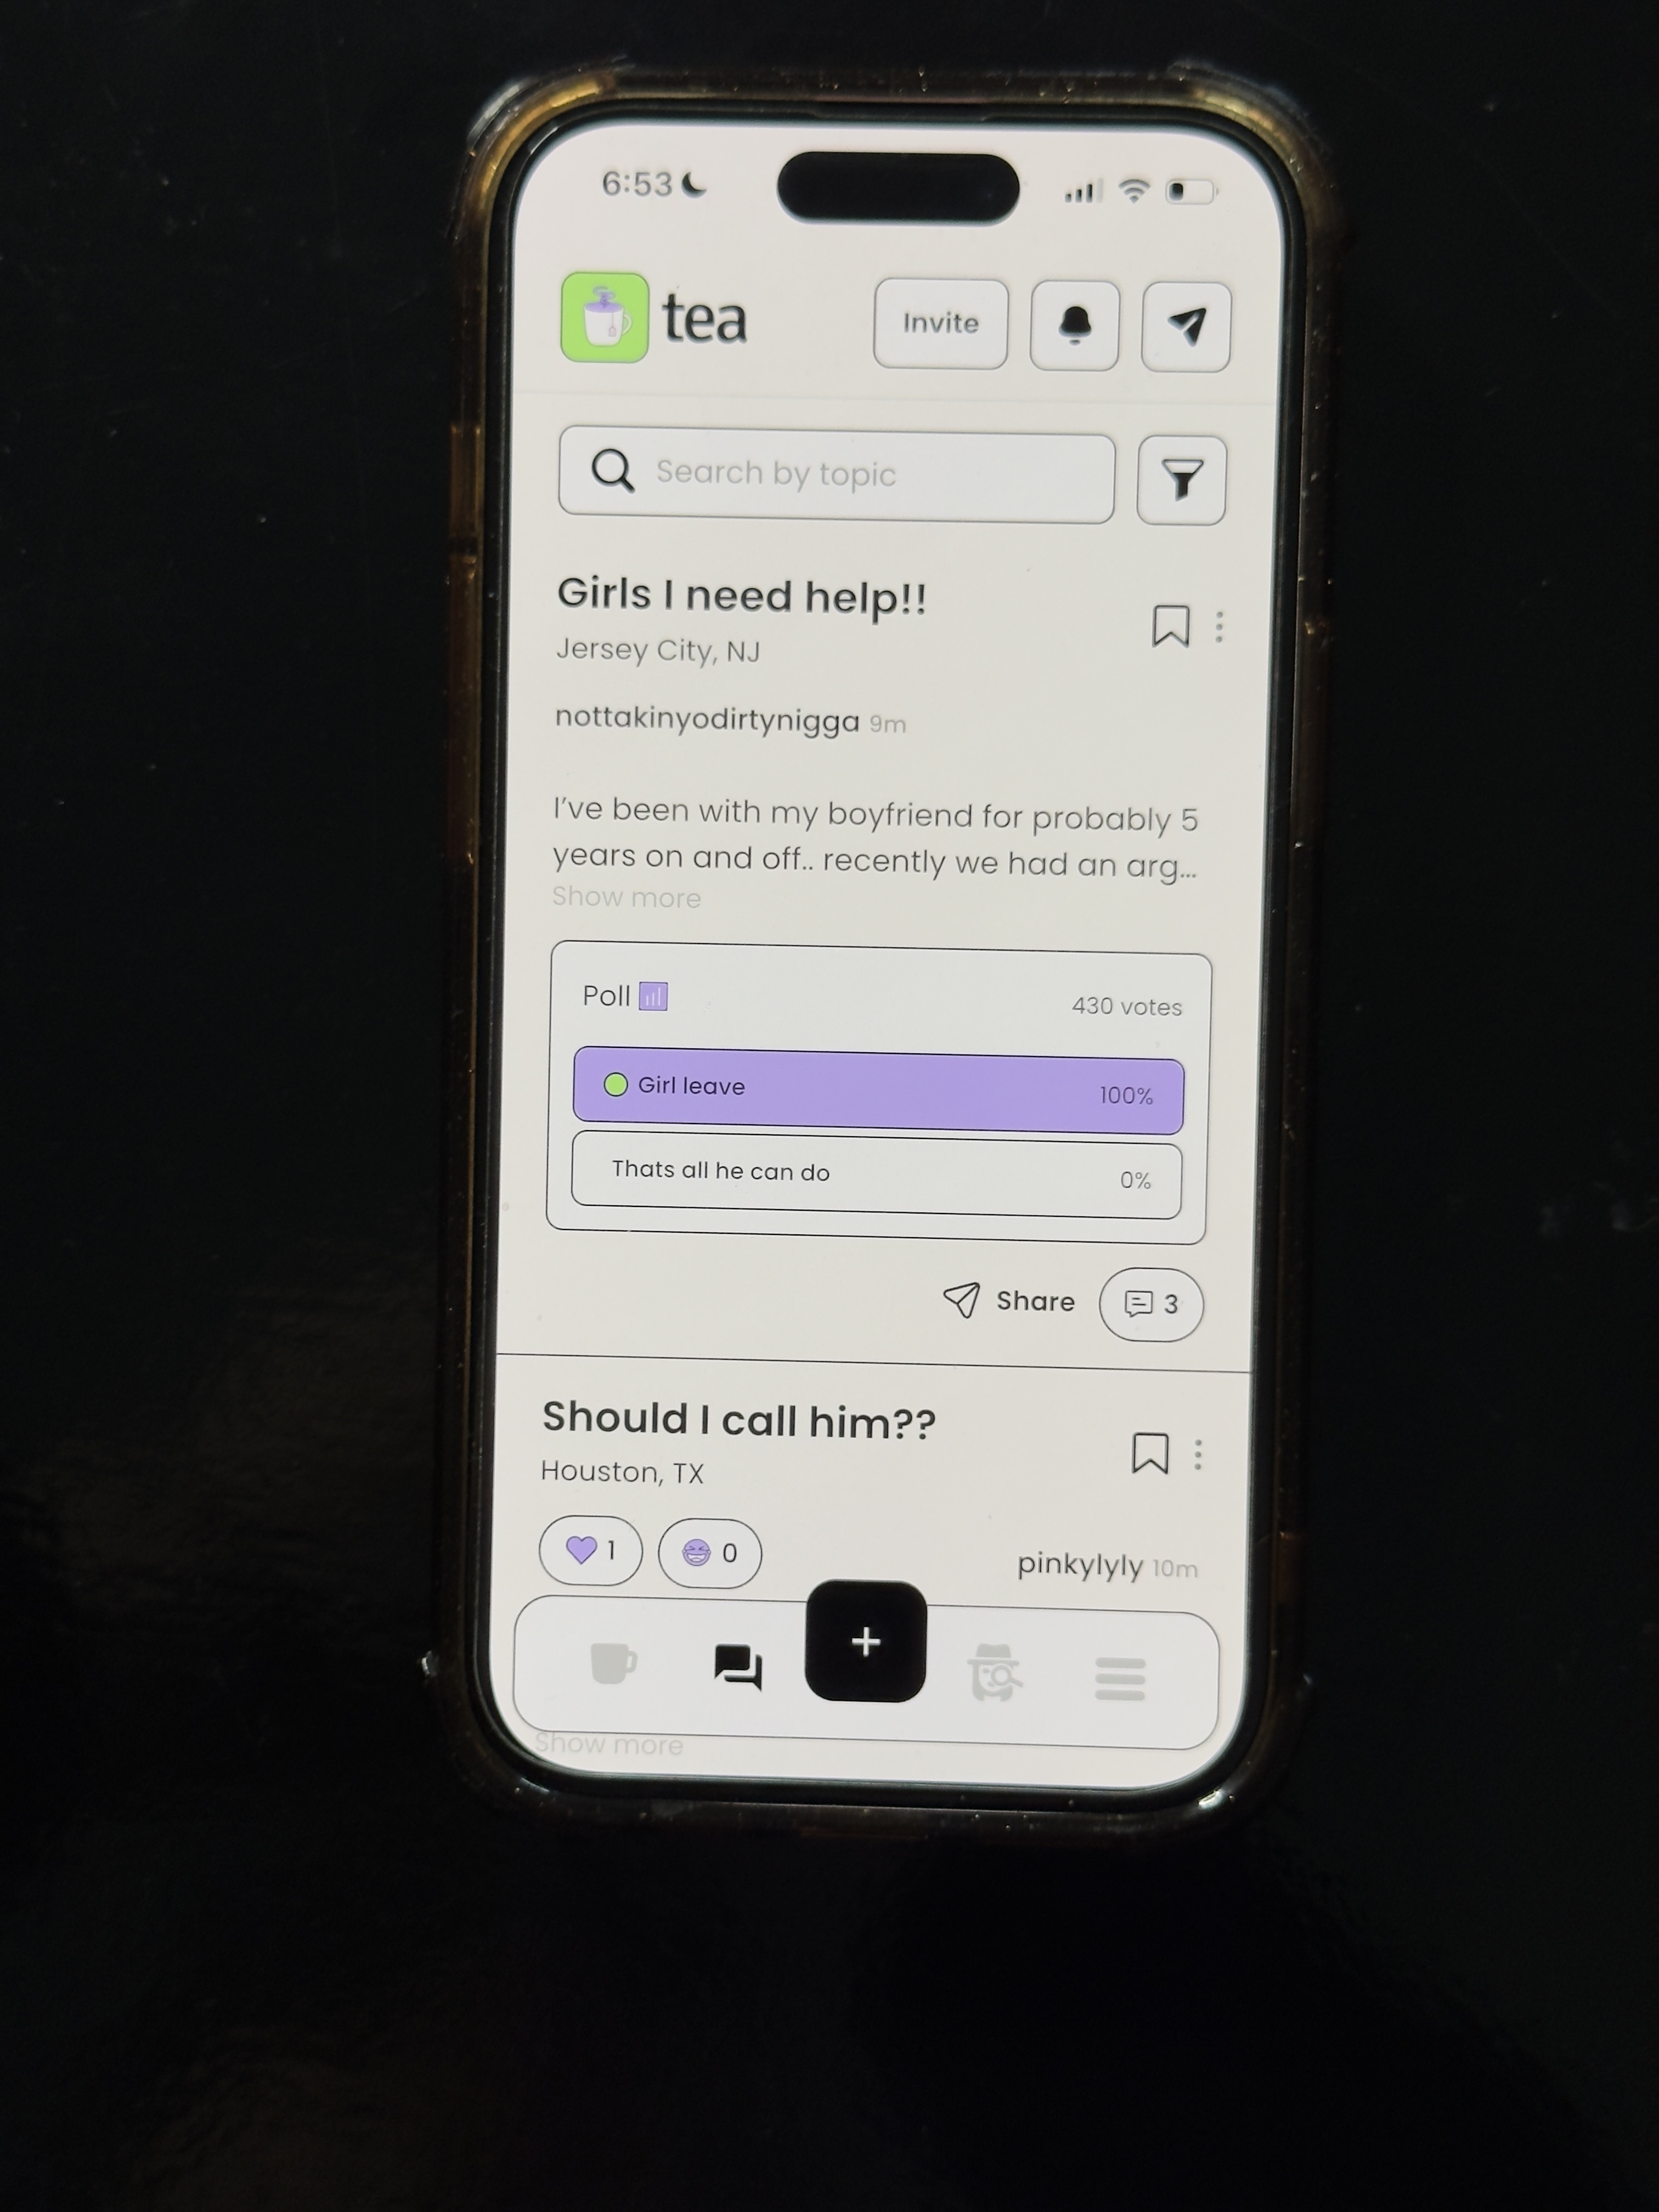 6:53
tea
Invite
Search by topic
Girls I need help!!
Jersey City, NJ
nottakinyodirtynigga 9m
I've been with my boyfriend for probably 5
years on and off.. recently we had an arg...
Show more
Poll
430 votes
Girl leave
100%
Thats all he can do
0%
Share
3
Should I call him??
Houston, TX
1
0
pinkylyly 10m
+
Show more